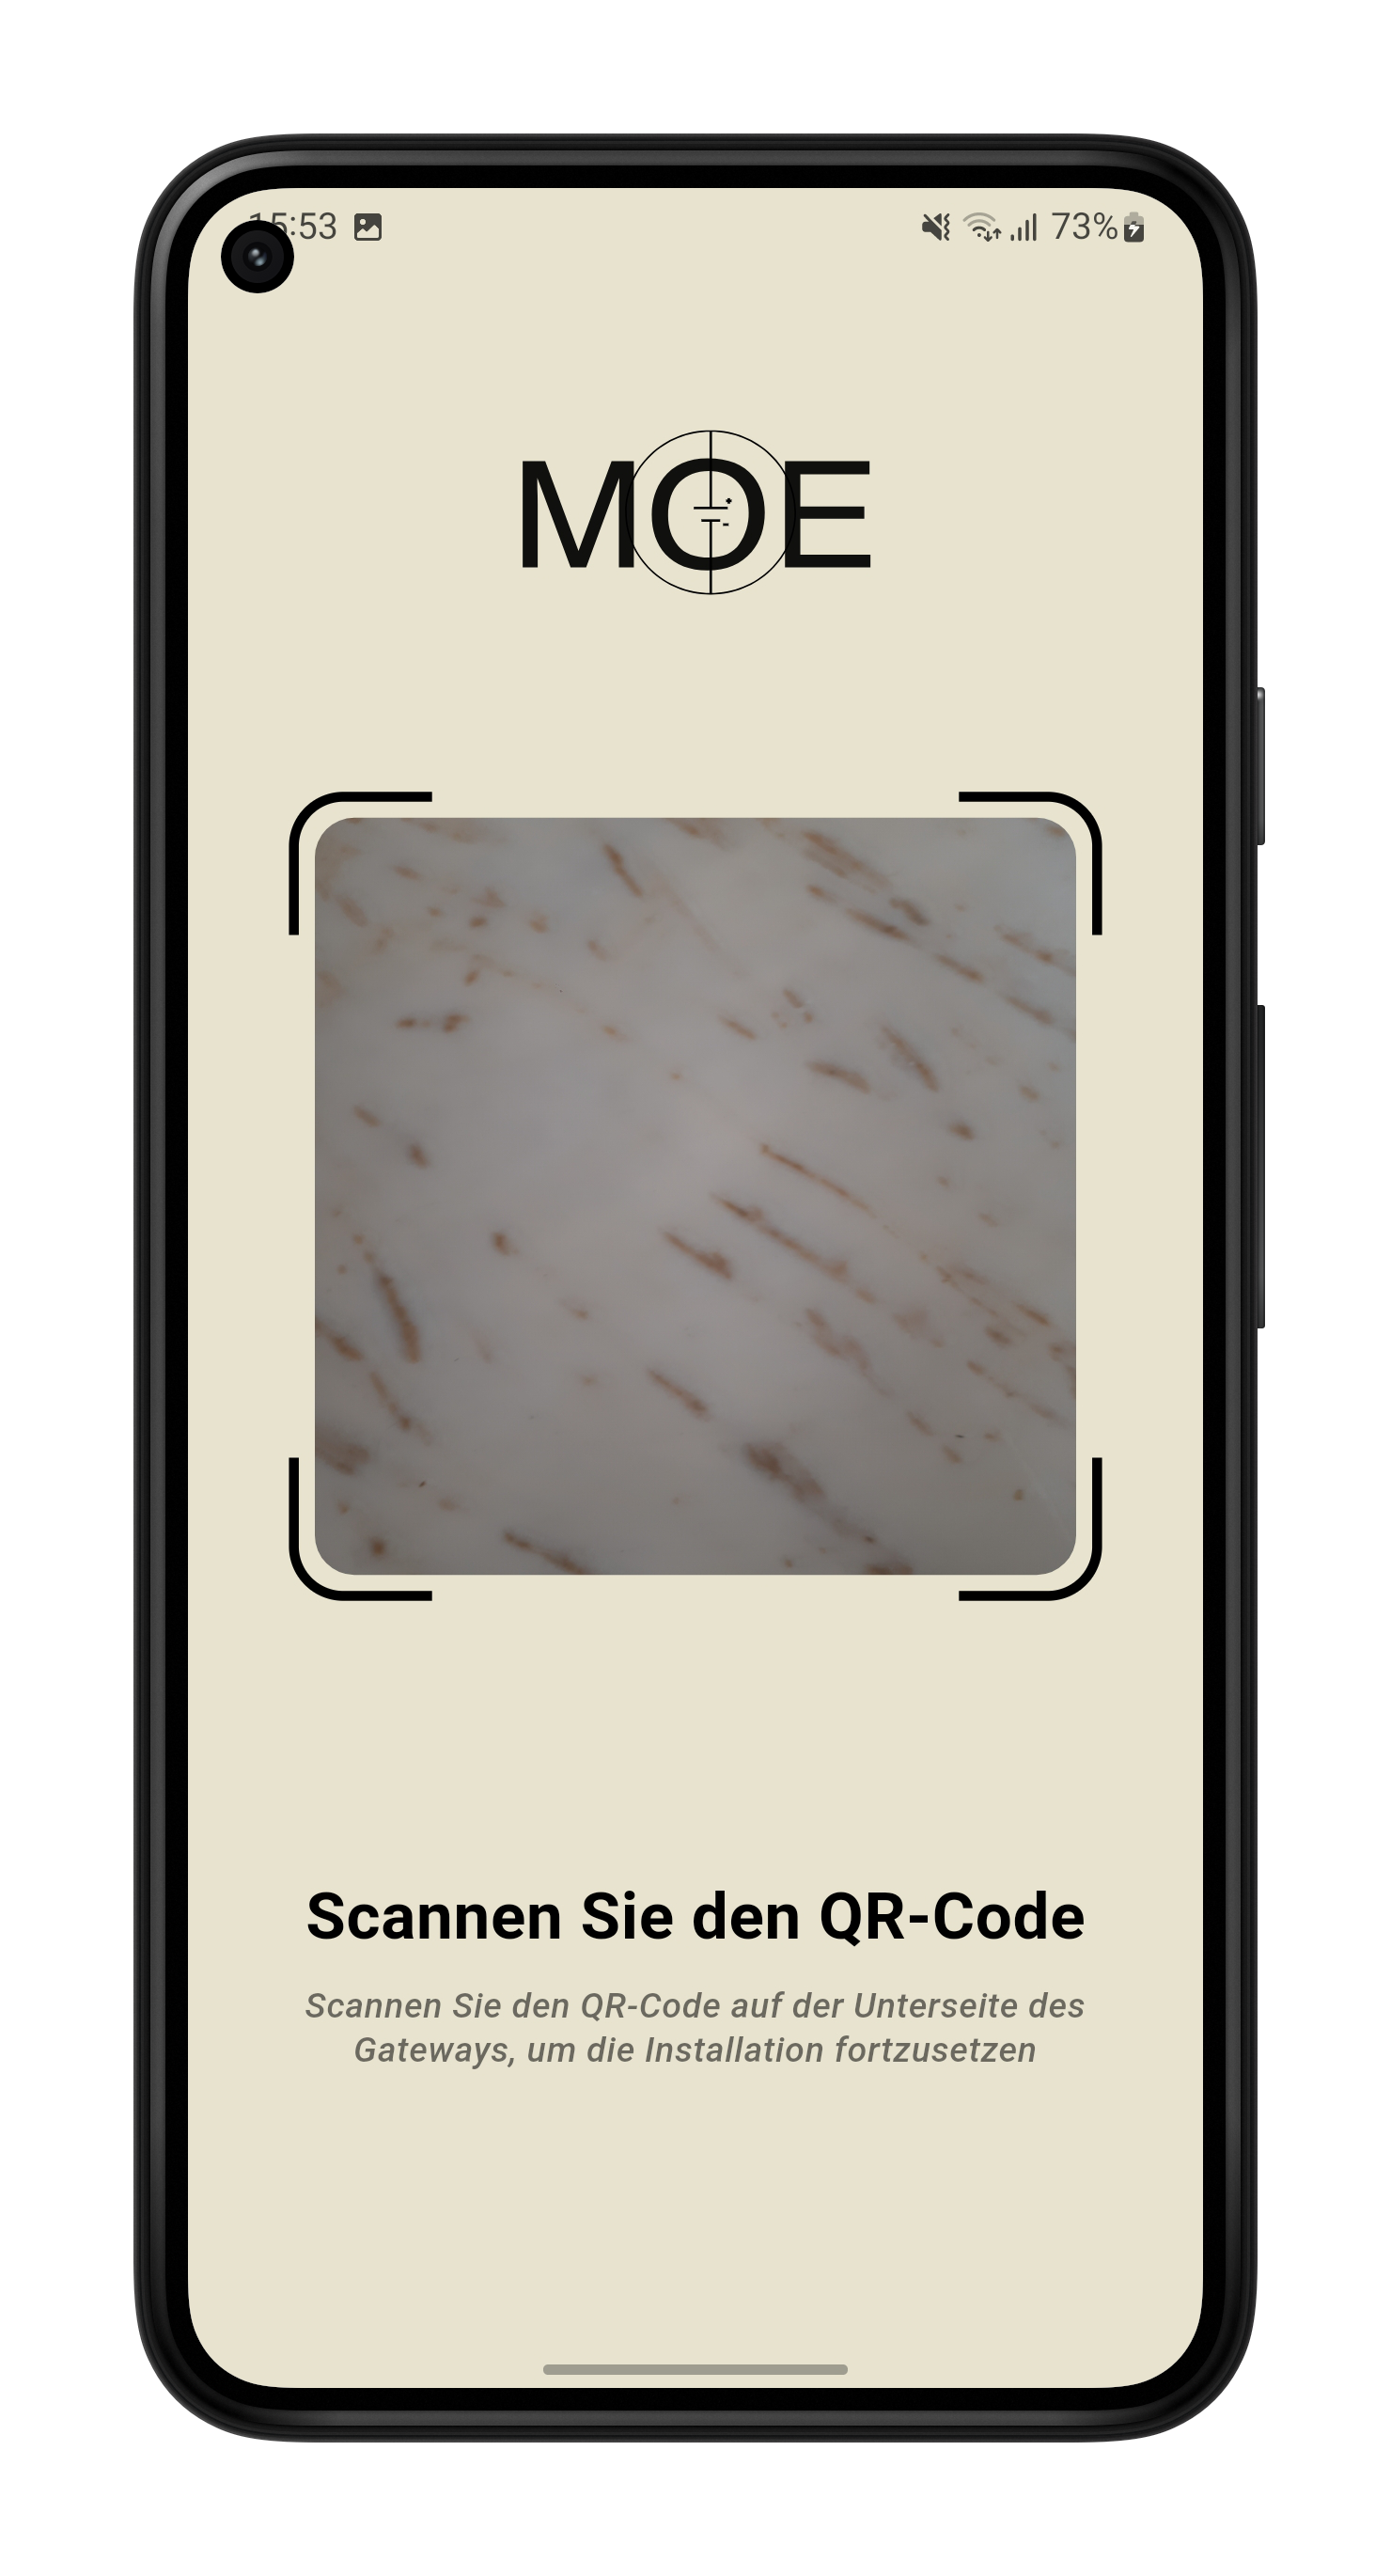 15:53 73%
MOE
Scannen Sie den QR-Code
Scannen Sie den QR-Code auf der Unterseite des
Gateways, um die Installation fortzusetzen